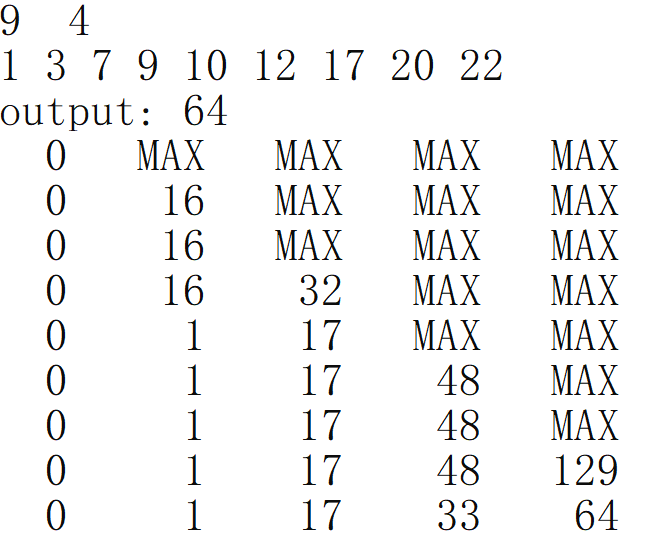 9 4
1 3 7 9 10 12 17 20 22
output: 64
0 MAX MAX MAX MAX
0 16 MAX MAX MAX
0 16 MAX MAX MAX
0 16 32 MAX MAX
0 1 17 MAX MAX
0 1 17 48 MAX
0 1 17 48 MAX
0 1 17 48 129
0 1 17 33 64